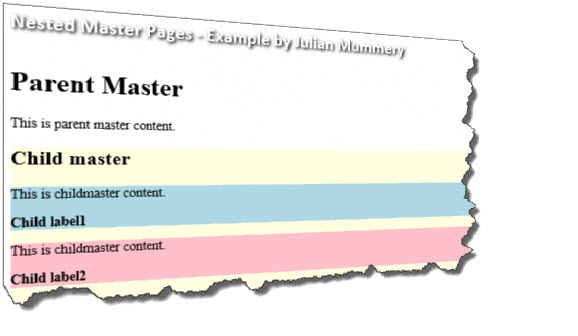 Nested Master Pages - Example by Julian Mummery
Parent Master
This is parent master content.
Child master
This is childmaster content.
Child label1
This is childmaster content.
Child label2